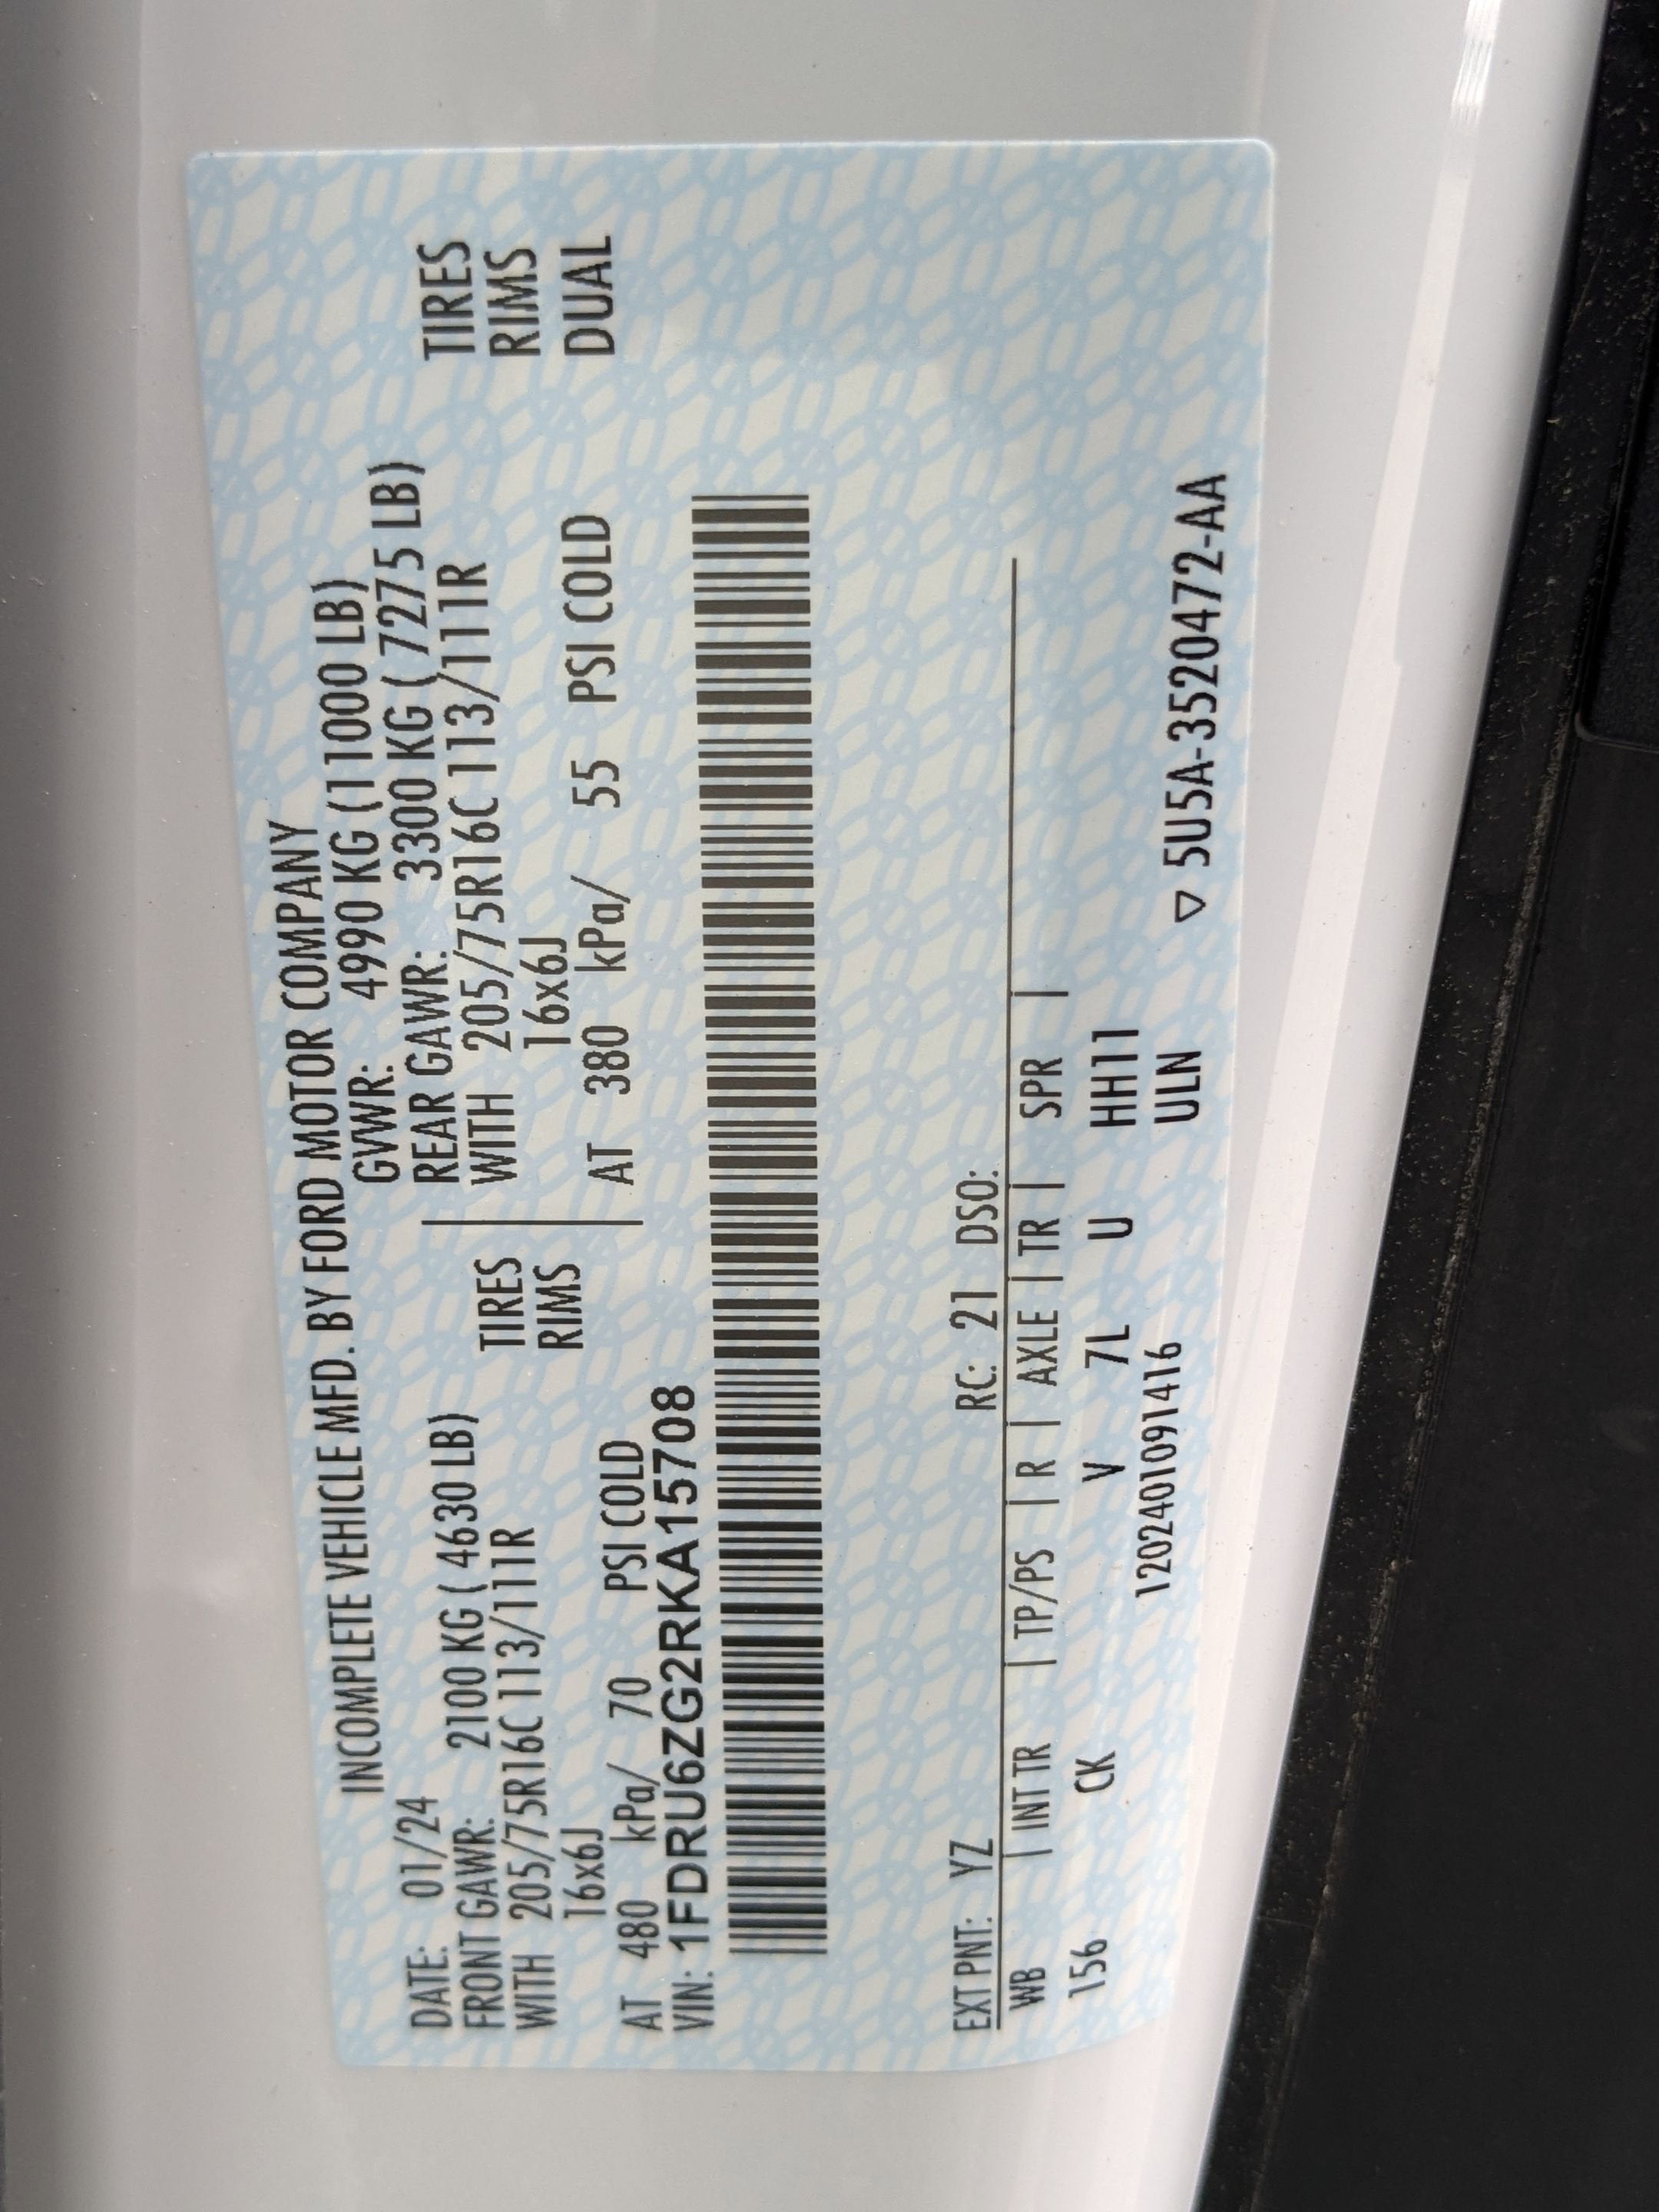 INCOMPLETE VEHICLE MFD. BY FORD MOTOR COMPANY
DATE: 01/24 GVWR: 4990 KG (11000 LB)
FRONT GAWR: 2100 KG ( 4630 LB) REAR GAWR: 3300 KG ( 7275 LB)
WITH 205/75R16C113/111R TIRES WITH 205/75R16C113/111R TIRES
16x6J RIMS 16x6J RIMS
AT 480 kPa/ 70 PSI COLD AT 380 kPa/ 55 PSI COLD DUAL
VIN: 1FDRU6ZG2RKA15708
EXT PNT: YZ RC: 21 DSO:
WB | INT TR | TP/PS | R | AXLE | TR | SPR |
156 CK V 7L U HH11
1202401091416 ULN
▽ 5U5A-3520472-AA